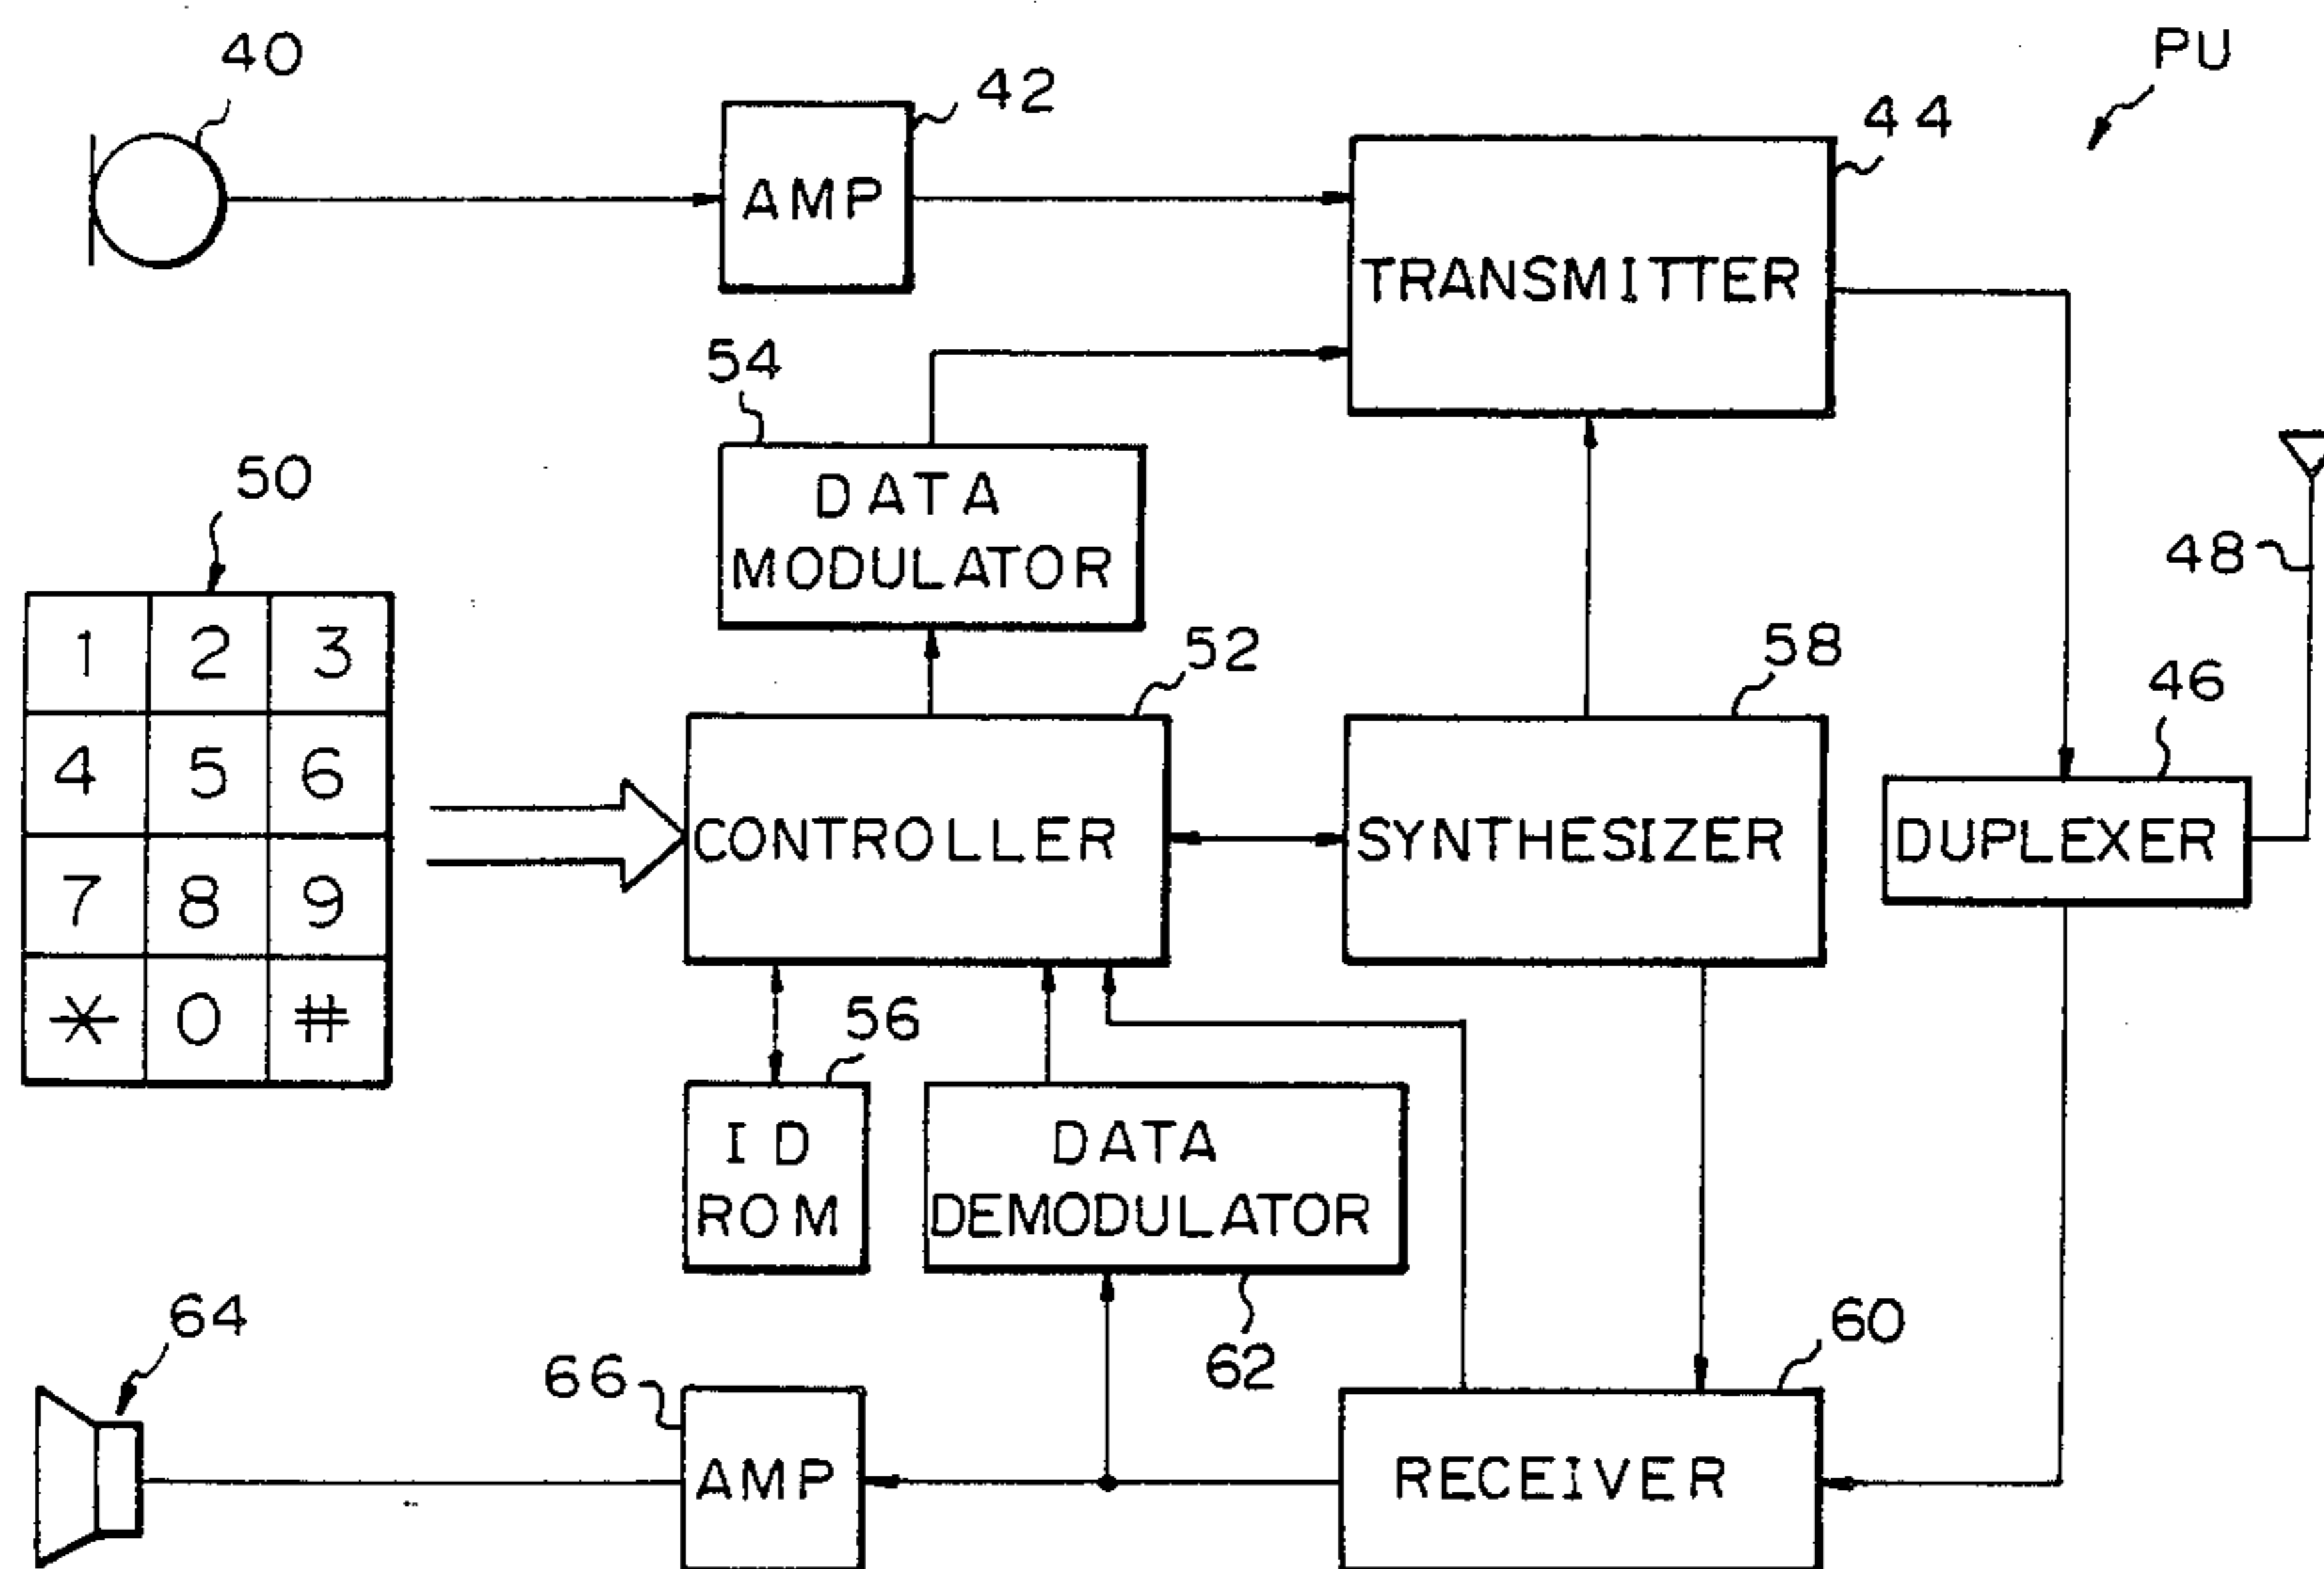 PU
40
42
44
AMP
TRANSMITTER
54
DATA
MODULATOR
50
48
1 2 3
4 5 6
7 8 9
* 0 #
52
58
46
CONTROLLER
SYNTHESIZER
DUPLEXER
56
ID
ROM
DATA
DEMODULATOR
62
60
64
66
AMP
RECEIVER